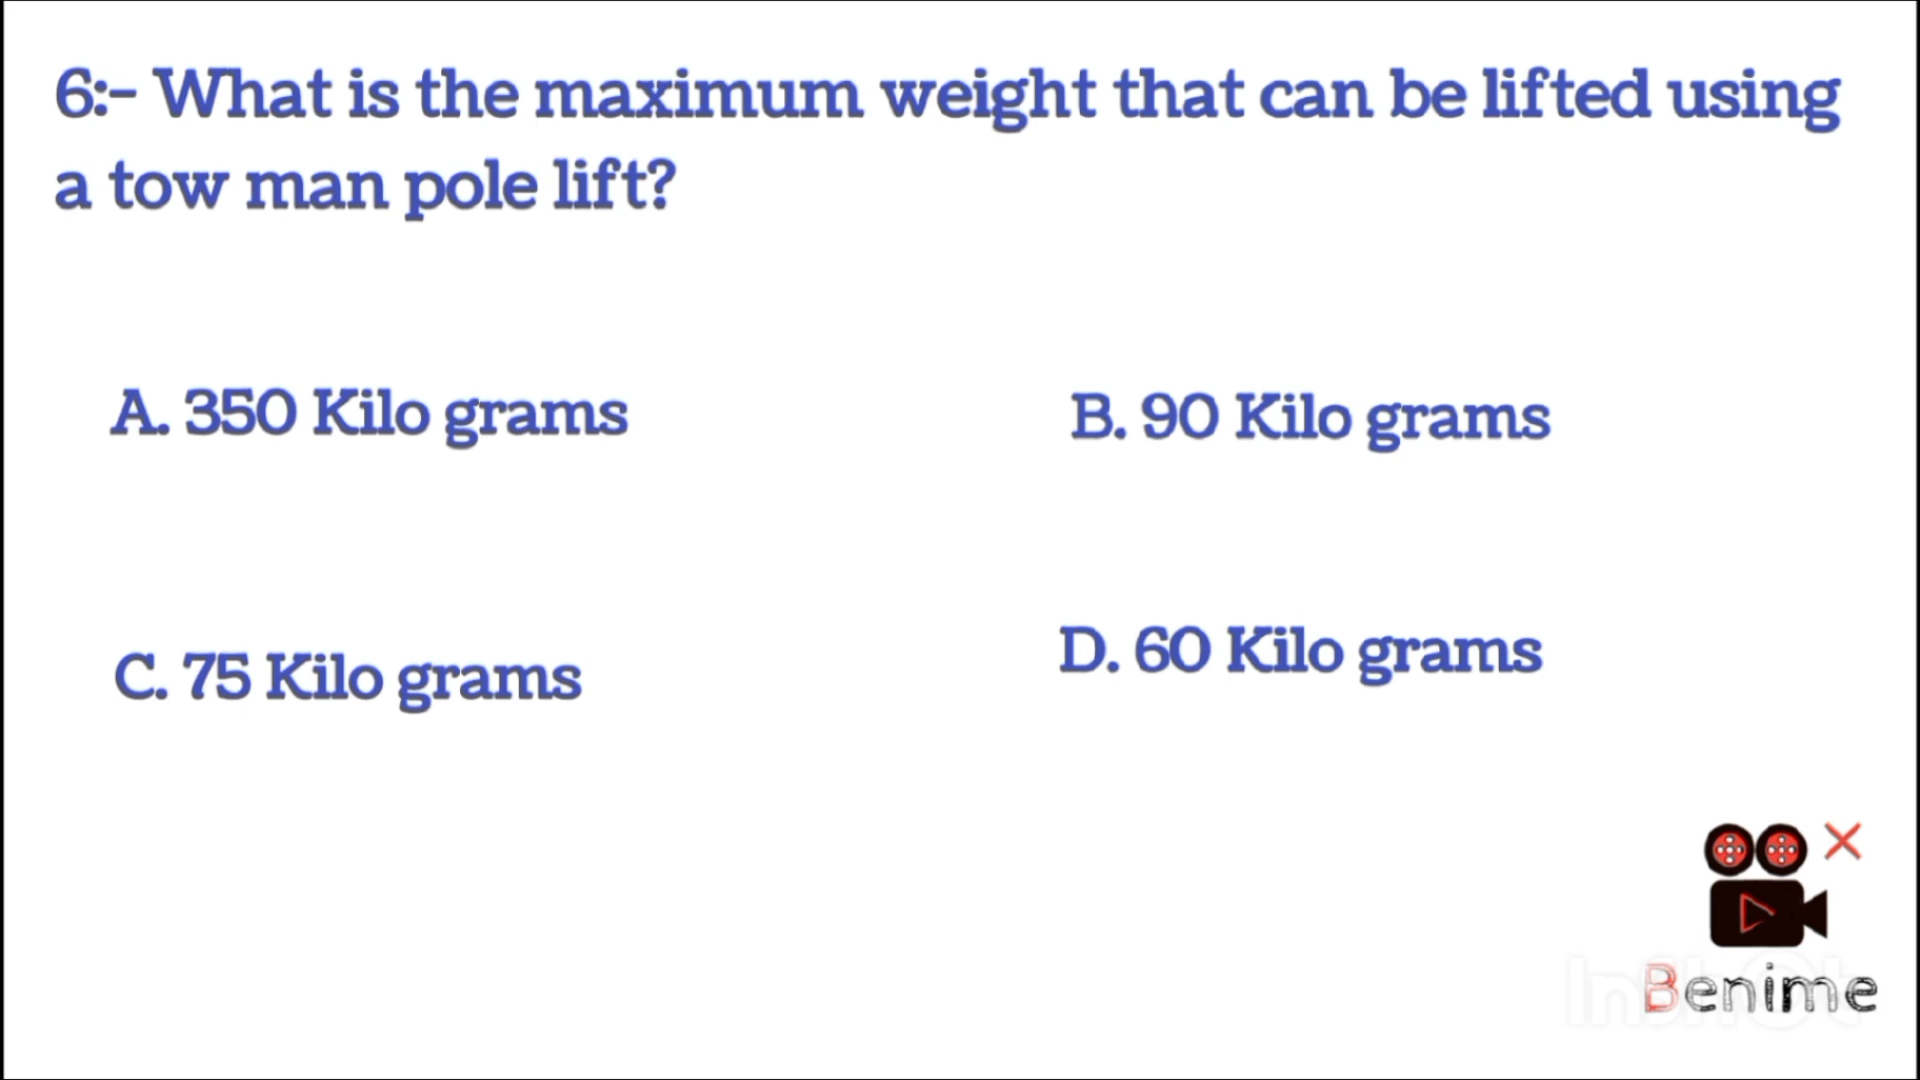 6:- What is the maximum weight that can be lifted using
a tow man pole lift?
A. 350 Kilo grams
B. 90 Kilo grams
C. 75 Kilo grams
D. 60 Kilo grams
Benime
InShot